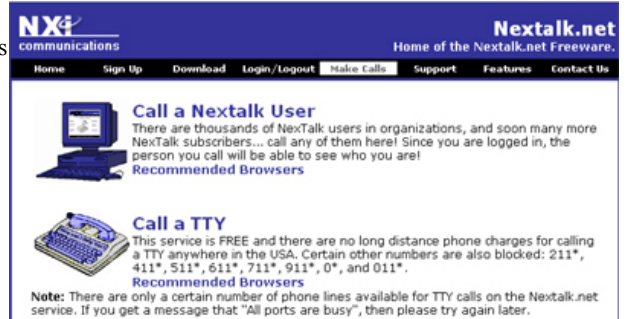 s
NXi communications
Nextalk.net
Home of the Nextalk.net Freeware.
Home Sign Up Download Login/Logout Make Calls Support Features Contact Us
Call a Nextalk User
There are thousands of NexTalk users in organizations, and soon many more
NexTalk subscribers... call any of them here! Since you are logged in, the
person you call will be able to see who you are!
Recommended Browsers
Call a TTY
This service is FREE and there are no long distance phone charges for calling
a TTY anywhere in the USA. Certain other numbers are also blocked: 211*,
411*, 511*, 611*, 711*, 911*, 0*, and 011*.
Recommended Browsers
Note: There are only a certain number of phone lines available for TTY calls on the Nextalk.net
service. If you get a message that "All ports are busy", then please try again later.